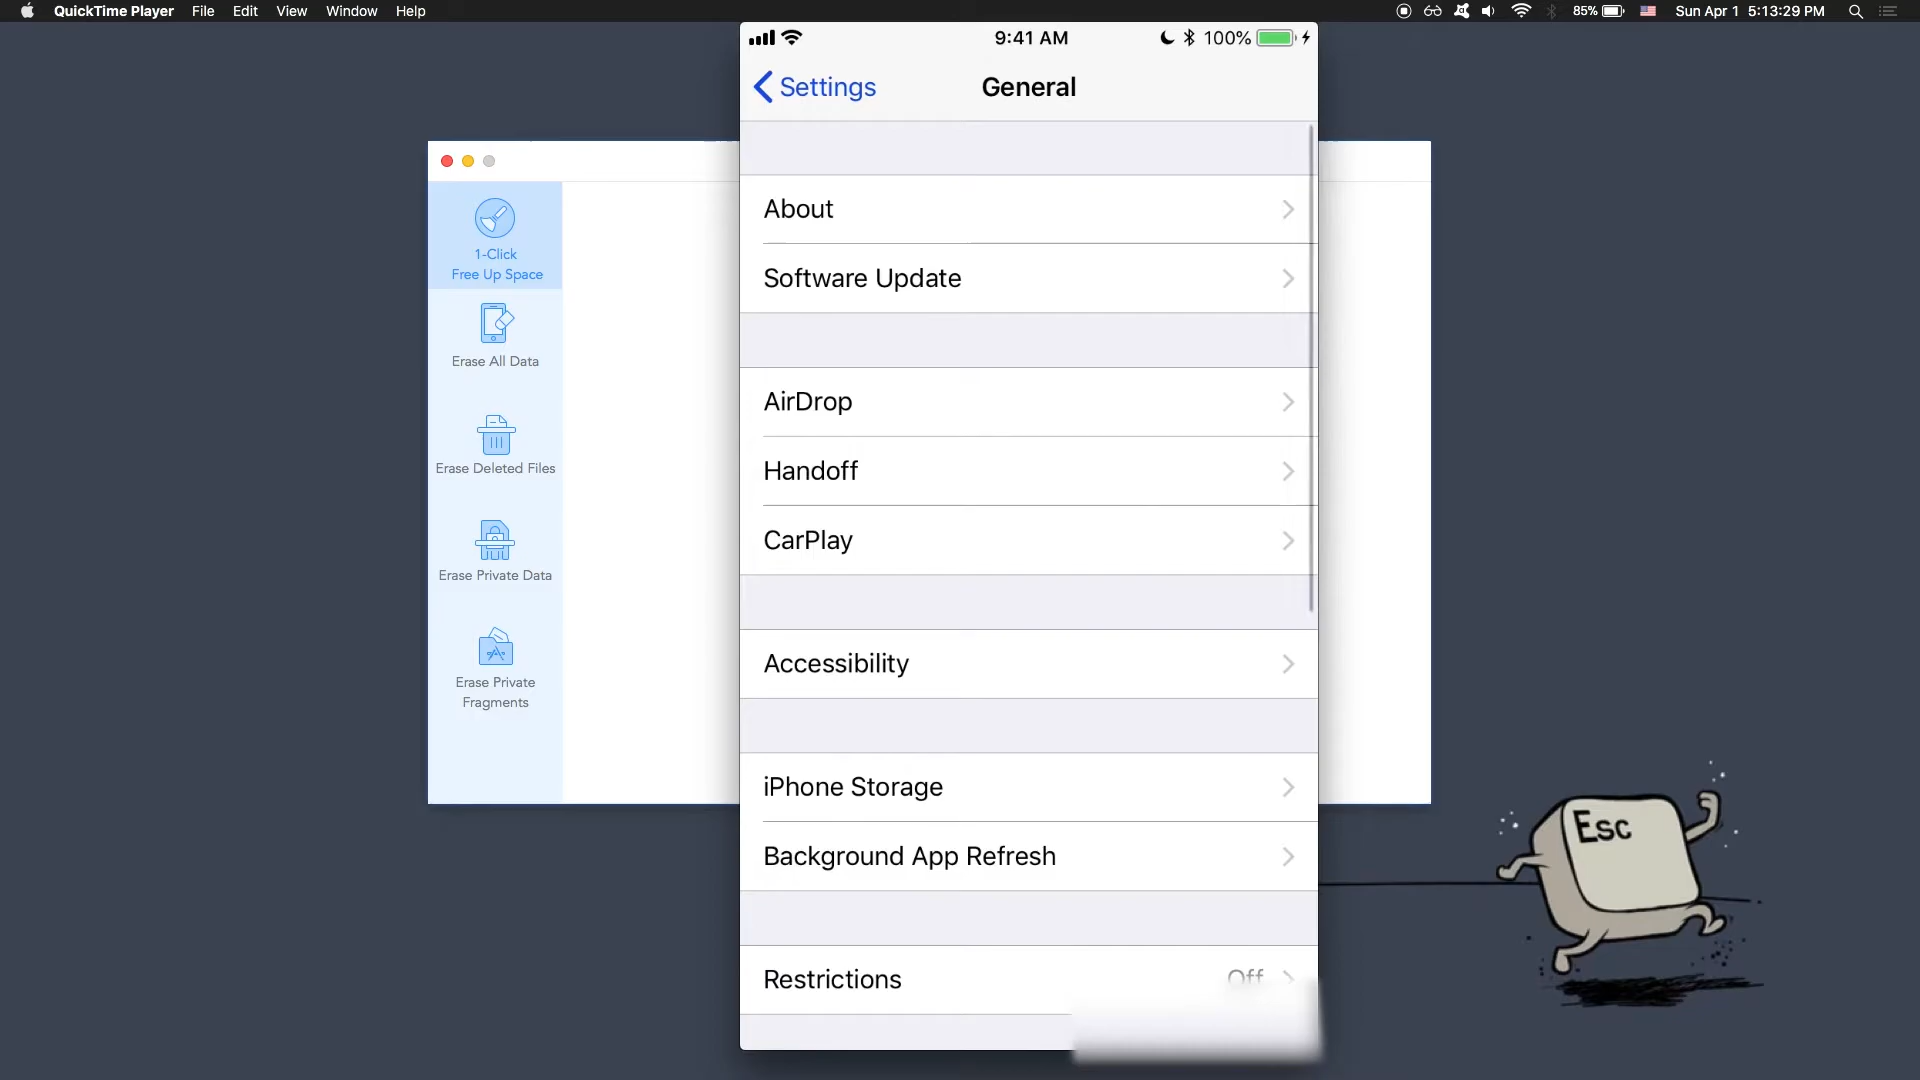 QuickTime Player File Edit View Window Help 85% Sun Apr 1 5:13:29 PM
9:41 AM 100%
Settings General
1-Click
Free Up Space
Erase All Data
Erase Deleted Files
Erase Private Data
Erase Private
Fragments
About
Software Update
AirDrop
Handoff
CarPlay
Accessibility
iPhone Storage
Background App Refresh
Restrictions Off
Esc